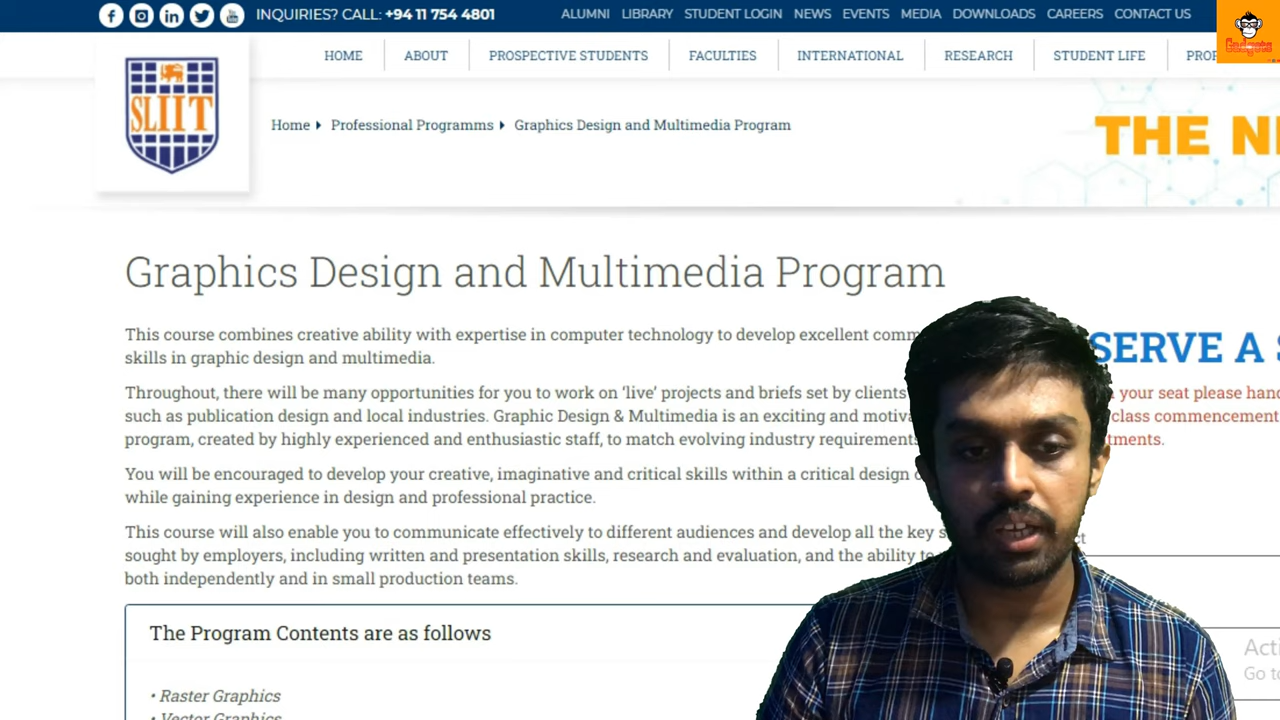 INQUIRIES? CALL: +94 11 754 4801
ALUMNI LIBRARY STUDENT LOGIN NEWS EVENTS MEDIA DOWNLOADS CAREERS CONTACT US
Gadgets
SLIIT
HOME ABOUT PROSPECTIVE STUDENTS FACULTIES INTERNATIONAL RESEARCH STUDENT LIFE
Home Professional Programms Graphics Design and Multimedia Program
THE
Graphics Design and Multimedia Program
This course combines creative ability with expertise in computer technology to develop excellent comm
skills in graphic design and multimedia.
Throughout, there will be many opportunities for you to work on ‘live’ projects and briefs set by clients
such as publication design and local industries. Graphic Design & Multimedia is an exciting and motiva
program, created by highly experienced and enthusiastic staff, to match evolving industry requirements
You will be encouraged to develop your creative, imaginative and critical skills within a critical design
while gaining experience in design and professional practice.
This course will also enable you to communicate effectively to different audiences and develop all the key
sought by employers, including written and presentation skills, research and evaluation, and the ability to
both independently and in small production teams.
SERVE A
your seat please hand
class commencement
tments.
The Program Contents are as follows
• Raster Graphics
• Vector Graphics
Acti
Go to